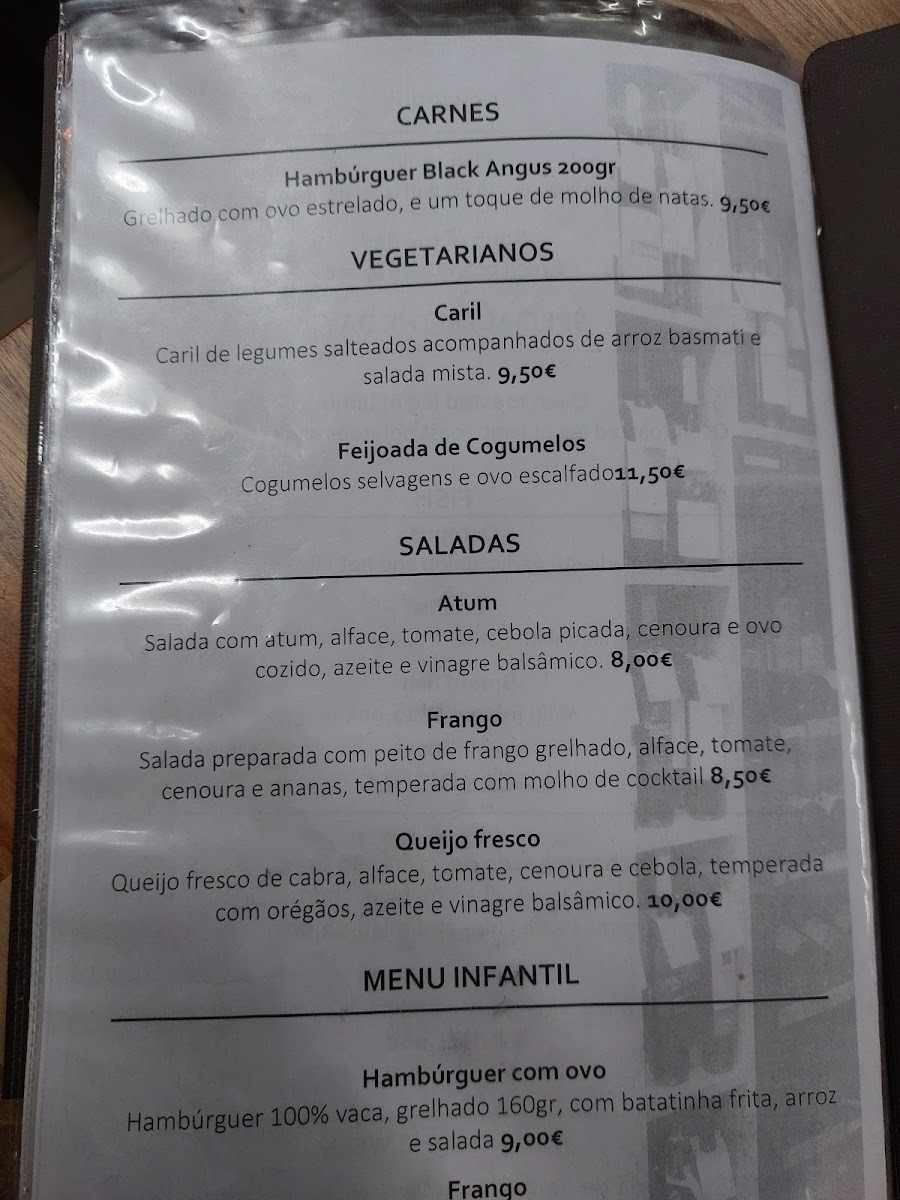 CARNES
Hambúrguer Black Angus 200gr
Grelhado com ovo estrelado, e um toque de molho de natas. 9,50€
VEGETARIANOS
Caril
Caril de legumes salteados acompanhados de arroz basmati e
salada mista. 9,50€
Feijoada de Cogumelos
Cogumelos selvagens e ovo escalfado11,50€
SALADAS
Atum
Salada com atum, alface, tomate, cebola picada, cenoura e ovo
cozido, azeite e vinagre balsâmico. 8,00€
Frango
Salada preparada com peito de frango grelhado, alface, tomate,
cenoura e ananas, temperada com molho de cocktail 8,50€
Queijo fresco
Queijo fresco de cabra, alface, tomate, cenoura e cebola, temperada
com orégãos, azeite e vinagre balsâmico. 10,00€
MENU INFANTIL
Hambúrguer com ovo
Hambúrguer 100% vaca, grelhado 160gr, com batatinha frita, arroz
e salada 9,00€
Frango